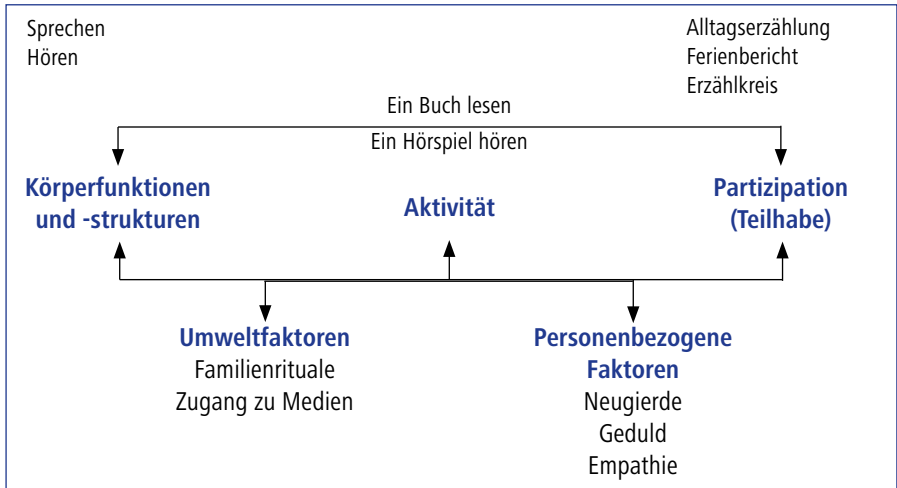 Sprechen
Hören
Alltagserzählung
Ferienbericht
Erzählkreis
Ein Buch lesen
Ein Hörspiel hören
Körperfunktionen
und -strukturen
Aktivität
Partizipation
(Teilhabe)
Umweltfaktoren
Familienrituale
Zugang zu Medien
Personenbezogene
Faktoren
Neugierde
Geduld
Empathie